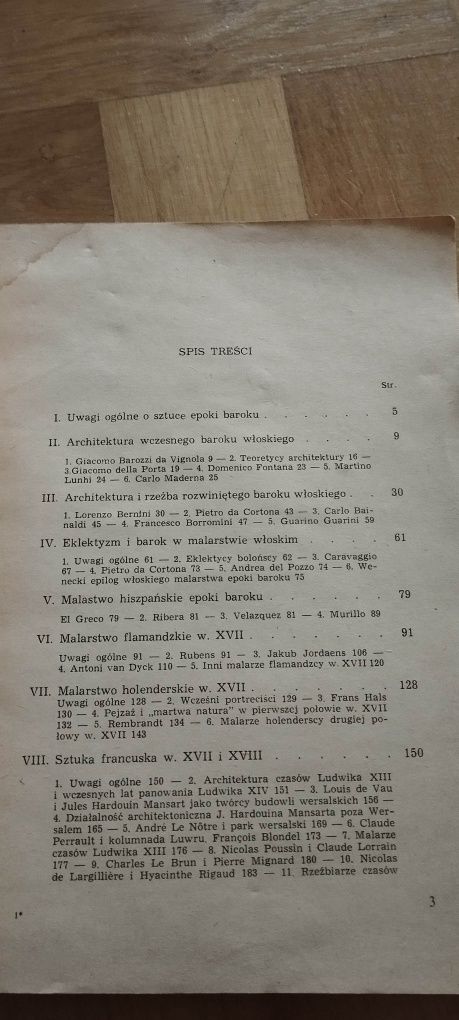 SPIS TREŚCI
Str.
I. Uwagi ogólne o sztuce epoki baroku . . . . . . 5
II. Architektura wczesnego baroku włoskiego . . . . 9
1. Giacomo Barozzi da Vignola 9 — 2. Teoretycy architektury 16 —
3.Giacomo della Porta 19 — 4. Domenico Fontana 23 — 5. Martino
Lunhi 24 — 6. Carlo Maderna 25
III. Architektura i rzeźba rozwiniętego baroku włoskiego . . 30
1. Lorenzo Bernini 30 — 2. Pietro da Cortona 43 — 3. Carlo Bai-
naldi 45 — 4. Francesco Borromini 47 — 5. Guarino Guarini 59
IV. Eklektyzm i barok w malarstwie włoskim . . . . 61
1. Uwagi ogólne 61 — 2. Eklektycy bolońscy 62 — 3. Caravaggio
67 — 4. Pietro da Cortona 73 — 5. Andrea del Pozzo 74 — 6. We-
necki epilog włoskiego malarstwa epoki baroku 75
V. Malastwo hiszpańskie epoki baroku . . . . . . 79
El Greco 79 — 2. Ribera 81 — 3. Velazquez 81 — 4. Murillo 89
VI. Malarstwo flamandzkie w. XVII . . . . . . . 91
Uwagi ogólne 91 — 2. Rubens 91 — 3. Jakub Jordaens 106 —
4. Antoni van Dyck 110 — 5. Inni malarze flamandzcy w. XVII 120
VII. Malarstwo holenderskie w. XVII . . . . . . . 128
Uwagi ogólne 128 — 2. Wcześni portreciści 129 — 3. Frans Hals
130 — 4. Pejzaż i „martwa natura" w pierwszej połowie w. XVII
132 — 5. Rembrandt 134 — 6. Malarze holenderscy drugiej po-
łowy w. XVII 143
VIII. Sztuka francuska w. XVII i XVIII . . . . . . 150
1. Uwagi ogólne 150 — 2. Architektura czasów Ludwika XIII
i wczesnych lat panowania Ludwika XIV 151 — 3. Louis de Vau
i Jules Hardouin Mansart jako twórcy budowli wersalskich 156 —
4. Działalność architektoniczna J. Hardouina Mansarta poza Wer-
salem 165 — 5. André Le Nôtre i park wersalski 169 — 6. Claude
Perrault i kolumnada Luwru, François Blondel 173 — 7. Malarze
czasów Ludwika XIII 176 — 8. Nicolas Poussin i Claude Lorrain
177 — 9. Charles Le Brun i Pierre Mignard 180 — 10. Nicolas
de Largillière i Hyacinthe Rigaud 183 — 11. Rzeźbiarze czasów
1*
3